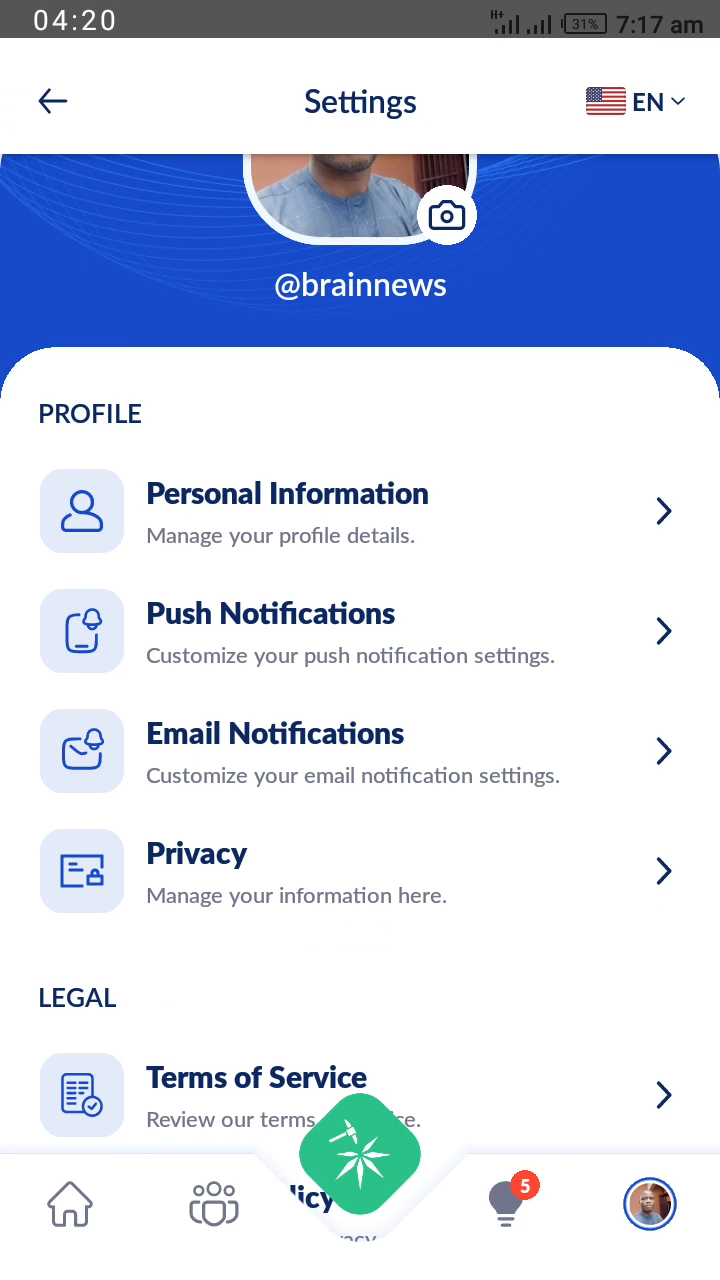 04:20
H+ 31% 7:17 am
Settings
EN
@brainnews
PROFILE
Personal Information
Manage your profile details.
Push Notifications
Customize your push notification settings.
Email Notifications
Customize your email notification settings.
Privacy
Manage your information here.
LEGAL
Terms of Service
Review our terms
5